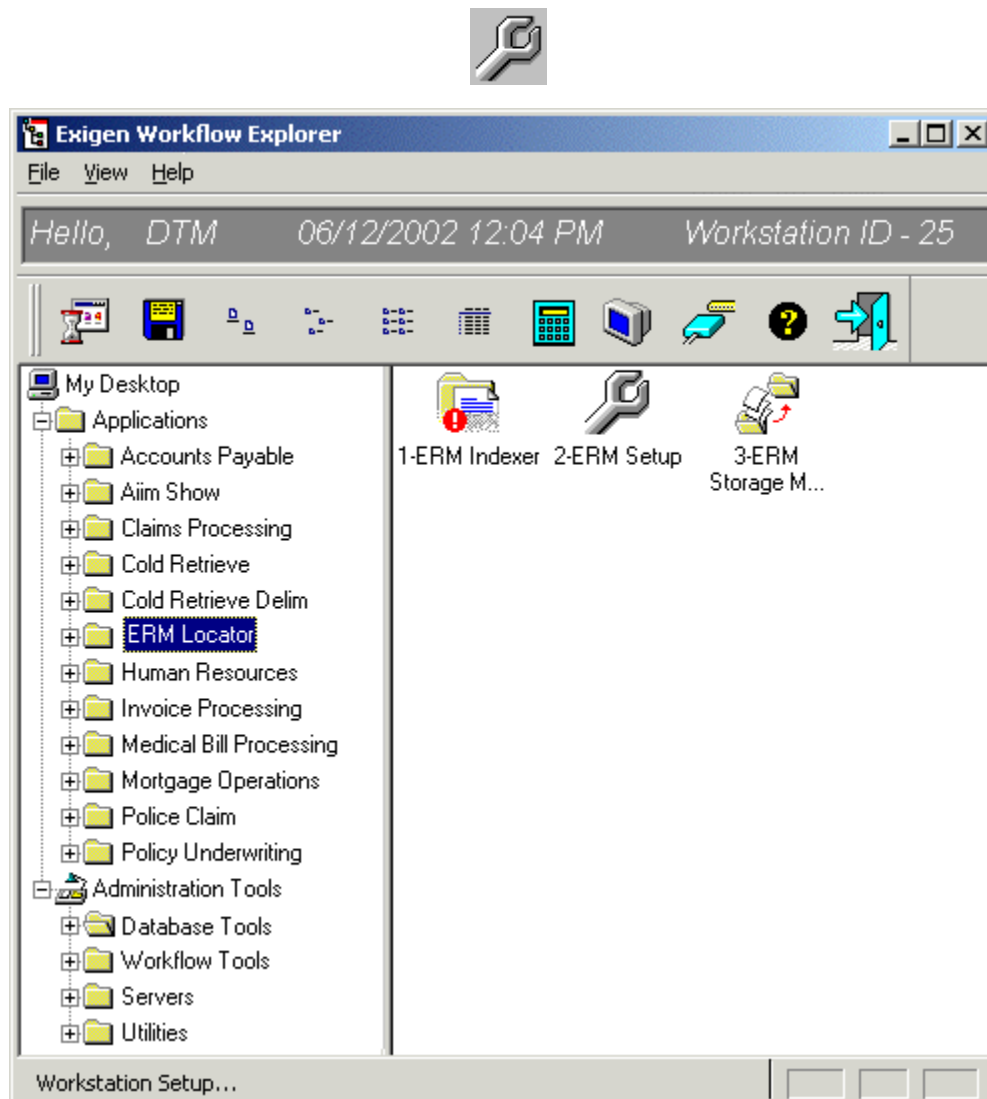 Exigen Workflow Explorer
File View Help
Hello, DTM 06/12/2002 12:04 PM Workstation ID - 25
My Desktop
Applications
Accounts Payable
Aiim Show
Claims Processing
Cold Retrieve
Cold Retrieve Delim
ERM Locator
Human Resources
Invoice Processing
Medical Bill Processing
Mortgage Operations
Police Claim
Policy Underwriting
Administration Tools
Database Tools
Workflow Tools
Servers
Utilities
1-ERM Indexer 2-ERM Setup 3-ERM
Storage M...
Workstation Setup...